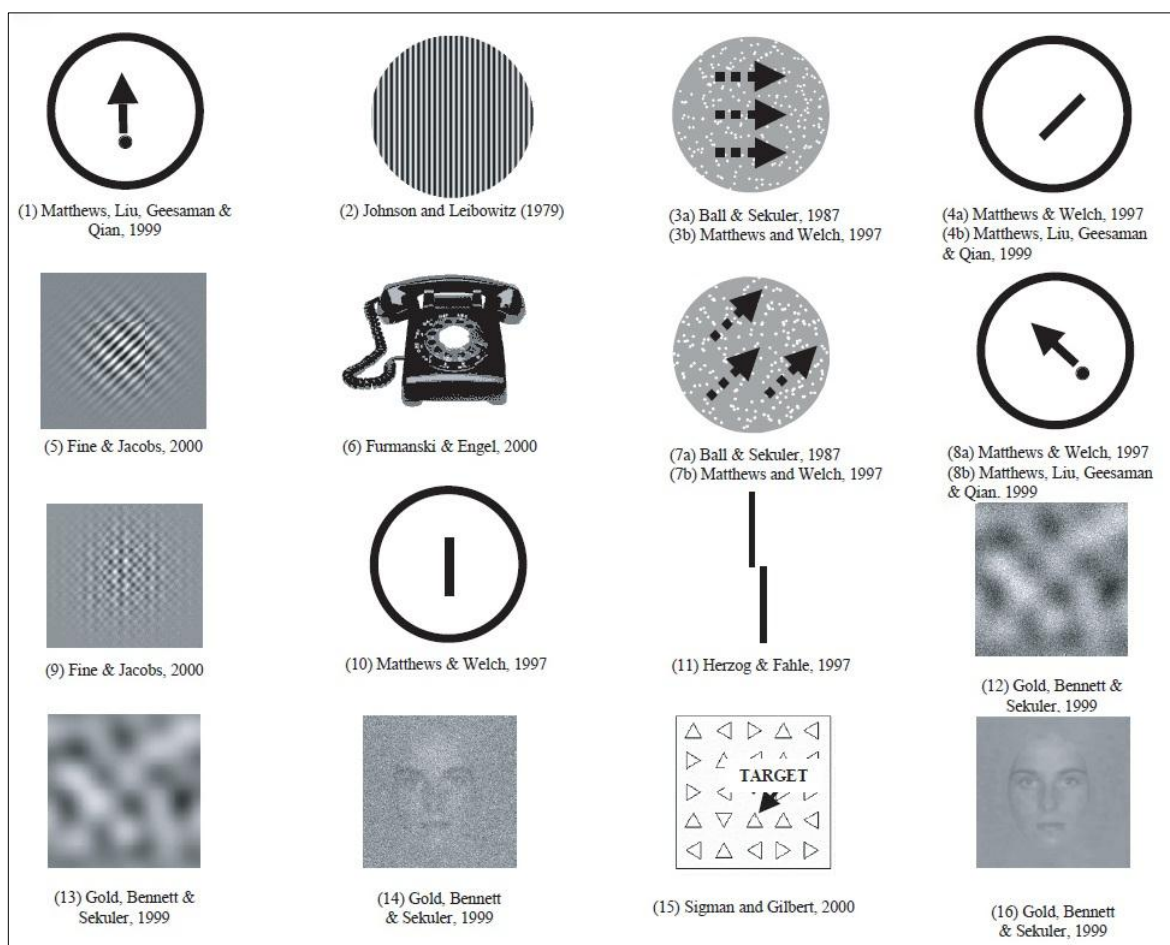 (1) Matthews, Liu, Geesaman &
Qian, 1999
(2) Johnson and Leibowitz (1979)
(3a) Ball & Sekuler, 1987
(3b) Matthews and Welch, 1997
(4a) Matthews & Welch, 1997
(4b) Matthews, Liu, Geesaman
& Qian, 1999
(5) Fine & Jacobs, 2000
(6) Furmanski & Engel, 2000
(7a) Ball & Sekuler, 1987
(7b) Matthews and Welch, 1997
(8a) Matthews & Welch, 1997
(8b) Matthews, Liu, Geesaman
& Qian. 1999
(9) Fine & Jacobs, 2000
(10) Matthews & Welch, 1997
(11) Herzog & Fahle, 1997
(12) Gold, Bennett &
Sekuler, 1999
(13) Gold, Bennett &
Sekuler, 1999
(14) Gold, Bennett
& Sekuler, 1999
TARGET
(15) Sigman and Gilbert, 2000
(16) Gold, Bennett
& Sekuler, 1999